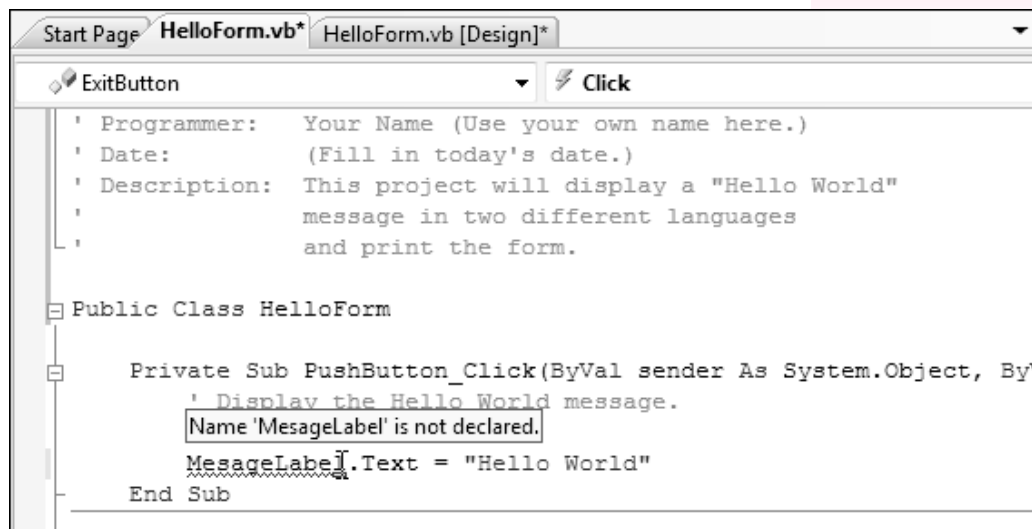 Start Page HelloForm.vb* HelloForm.vb [Design]*
ExitButton Click
' Programmer: Your Name (Use your own name here.)
' Date: (Fill in today's date.)
' Description: This project will display a "Hello World"
' message in two different languages
' and print the form.
Public Class HelloForm
Private Sub PushButton_Click(ByVal sender As System.Object, By
' Display the Hello World message.
Name 'MesageLabel' is not declared.
MesageLabel.Text = "Hello World"
End Sub